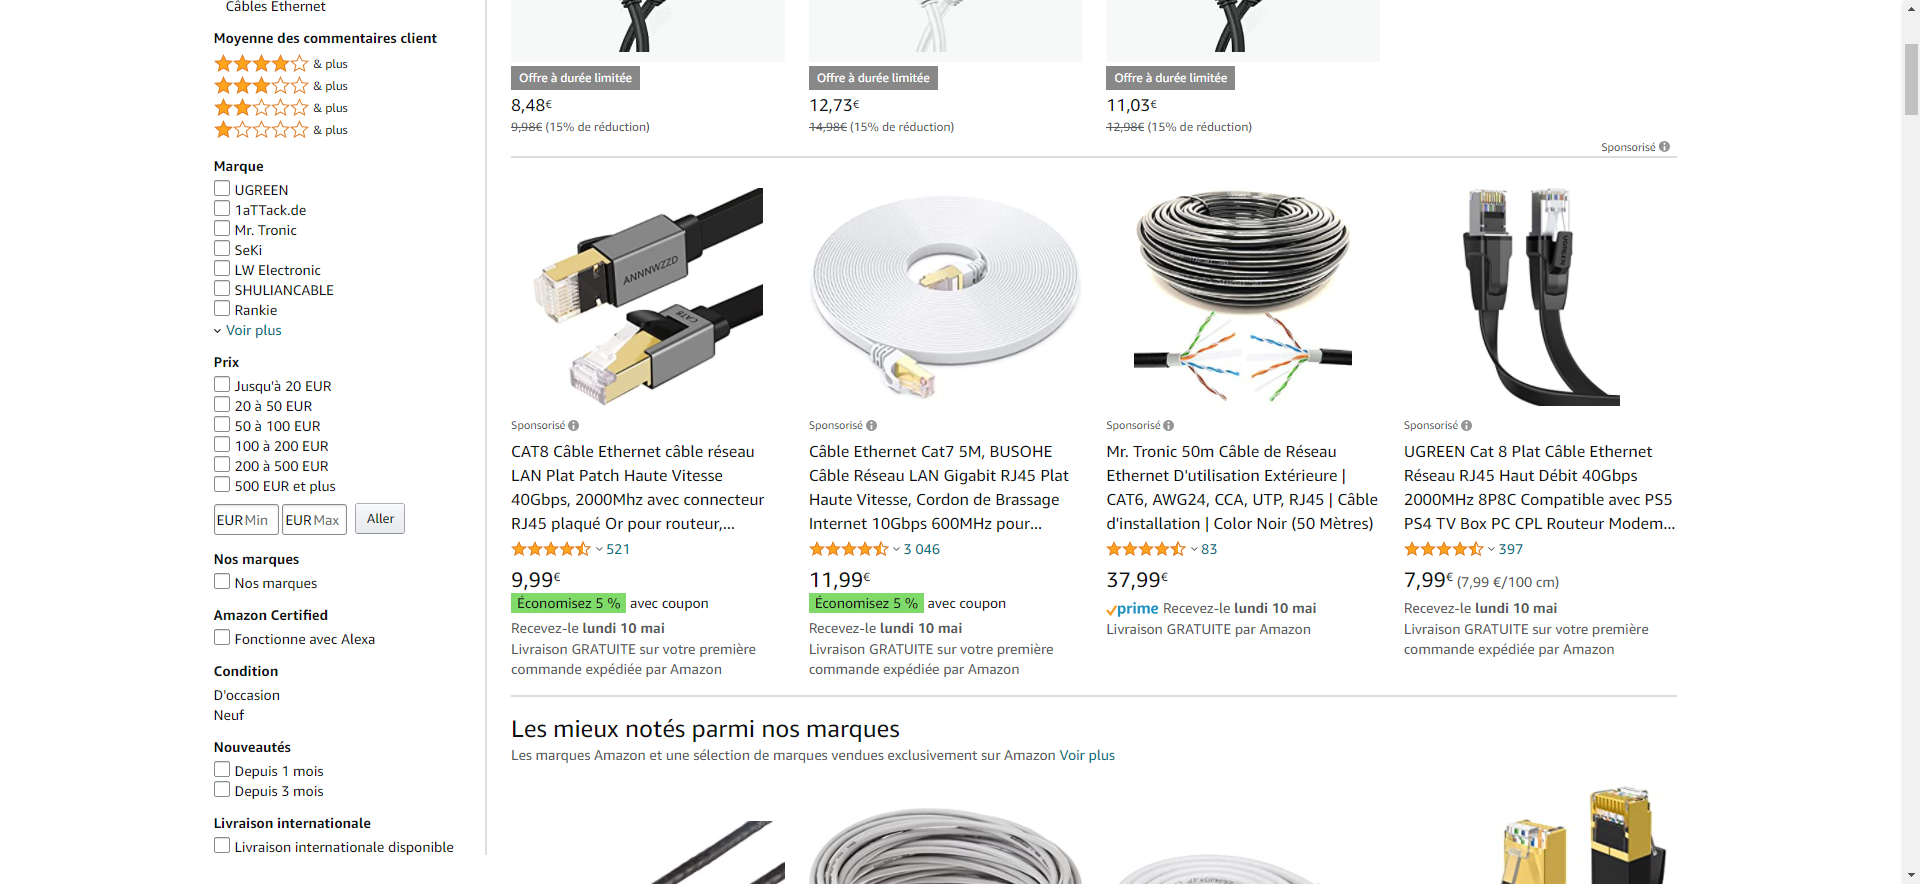 Câbles Ethernet
Moyenne des commentaires client
& plus
& plus
& plus
& plus
Marque
UGREEN
1aTTack.de
Mr. Tronic
SeKi
LW Electronic
SHULIANCABLE
Rankie
Voir plus
Prix
Jusqu'à 20 EUR
20 à 50 EUR
50 à 100 EUR
100 à 200 EUR
200 à 500 EUR
500 EUR et plus
EUR Min EUR Max Aller
Nos marques
Nos marques
Amazon Certified
Fonctionne avec Alexa
Condition
D'occasion
Neuf
Nouveautés
Depuis 1 mois
Depuis 3 mois
Livraison internationale
Livraison internationale disponible
Offre à durée limitée
8,48€
9,98€ (15% de réduction)
Offre à durée limitée
12,73€
14,98€ (15% de réduction)
Offre à durée limitée
11,03€
12,98€ (15% de réduction)
Sponsorisé
ANNNWZZD
CAT8
Sponsorisé
CAT8 Câble Ethernet câble réseau
LAN Plat Patch Haute Vitesse
40Gbps, 2000Mhz avec connecteur
RJ45 plaqué Or pour routeur,...
521
9,99€
Économisez 5 % avec coupon
Recevez-le lundi 10 mai
Livraison GRATUITE sur votre première
commande expédiée par Amazon
Sponsorisé
Câble Ethernet Cat7 5M, BUSOHE
Câble Réseau LAN Gigabit RJ45 Plat
Haute Vitesse, Cordon de Brassage
Internet 10Gbps 600MHz pour...
3 046
11,99€
Économisez 5 % avec coupon
Recevez-le lundi 10 mai
Livraison GRATUITE sur votre première
commande expédiée par Amazon
Sponsorisé
Mr. Tronic 50m Câble de Réseau
Ethernet D'utilisation Extérieure |
CAT6, AWG24, CCA, UTP, RJ45 | Câble
d'installation | Color Noir (50 Mètres)
83
37,99€
prime Recevez-le lundi 10 mai
Livraison GRATUITE par Amazon
UGREEN
Sponsorisé
UGREEN Cat 8 Plat Câble Ethernet
Réseau RJ45 Haut Débit 40Gbps
2000MHz 8P8C Compatible avec PS5
PS4 TV Box PC CPL Routeur Modem...
397
7,99€ (7,99 €/100 cm)
Recevez-le lundi 10 mai
Livraison GRATUITE sur votre première
commande expédiée par Amazon
Les mieux notés parmi nos marques
Les marques Amazon et une sélection de marques vendues exclusivement sur Amazon Voir plus